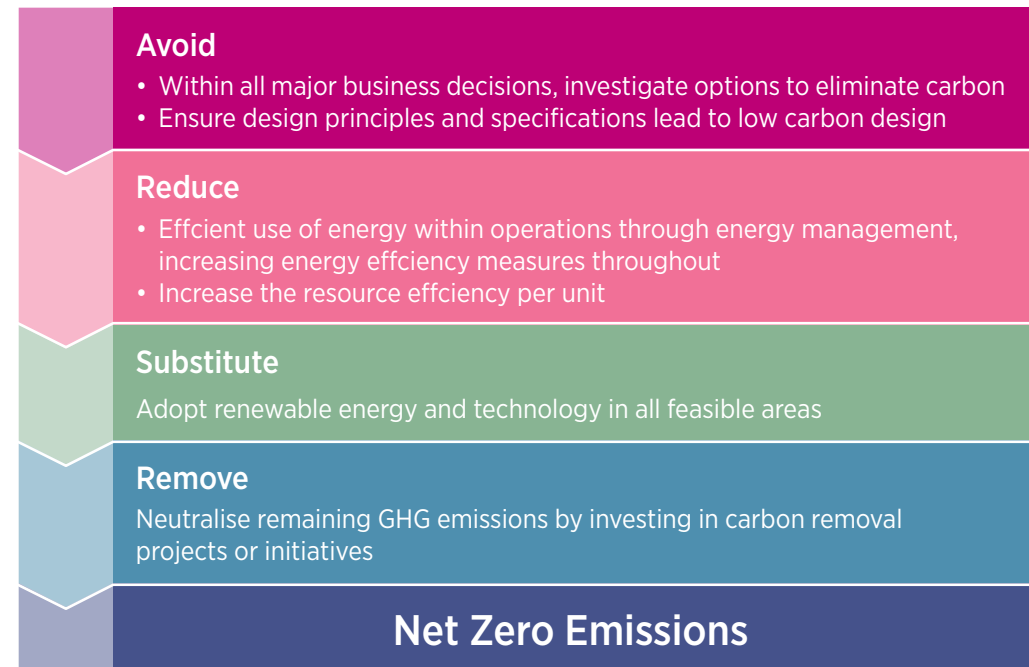 Avoid
• Within all major business decisions, investigate options to eliminate carbon
• Ensure design principles and specifications lead to low carbon design
Reduce
• Effcient use of energy within operations through energy management,
increasing energy effciency measures throughout
• Increase the resource effciency per unit
Substitute
Adopt renewable energy and technology in all feasible areas
Remove
Neutralise remaining GHG emissions by investing in carbon removal
projects or initiatives
Net Zero Emissions